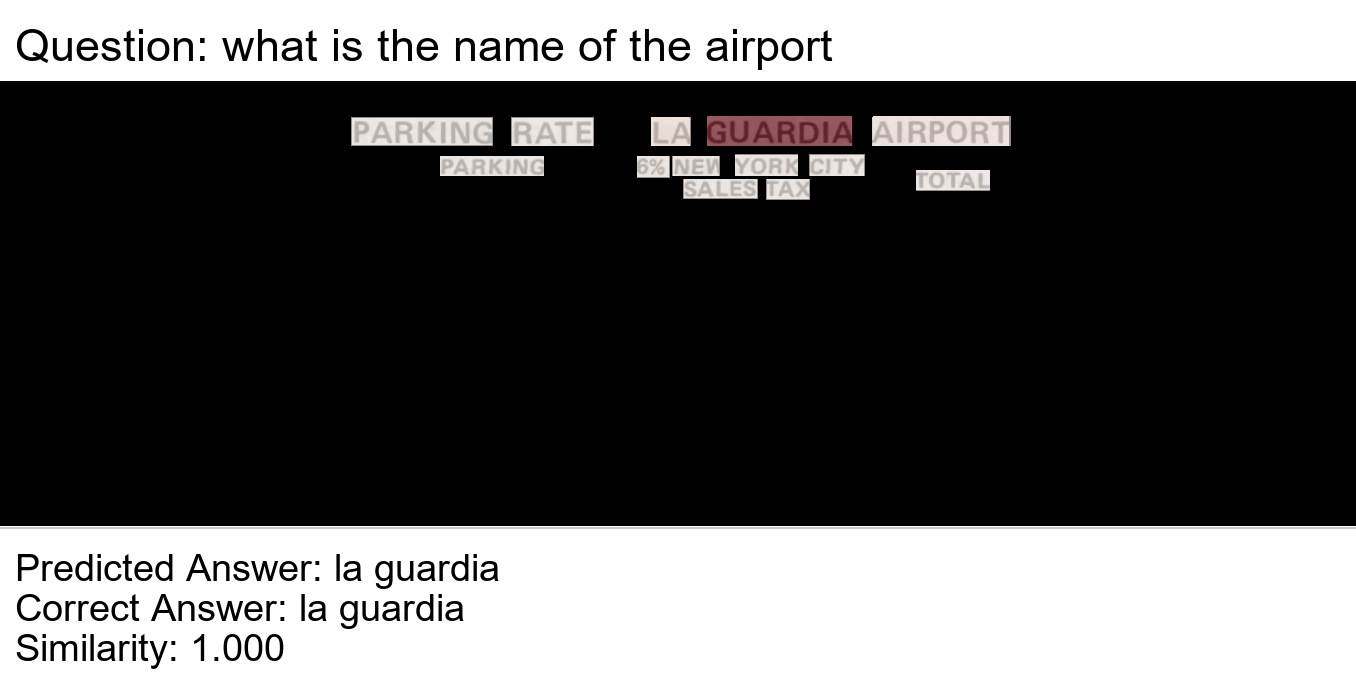 Question: what is the name of the airport
PARKING RATE LA GUARDIA AIRPORT
PARKING 6% NEW YORK CITY TOTAL
SALES TAX
Predicted Answer: la guardia
Correct Answer: la guardia
Similarity: 1.000